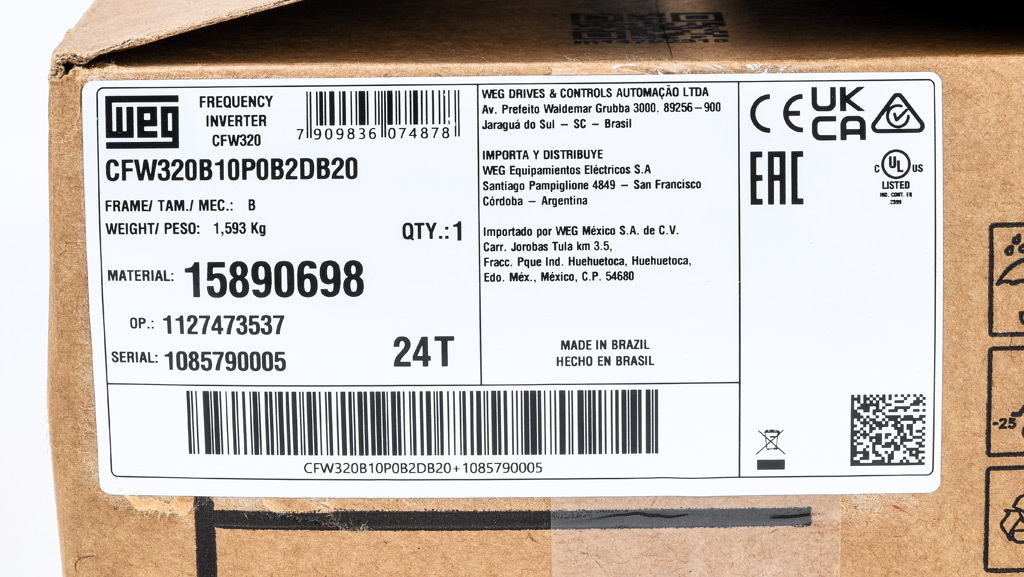 WEG
FREQUENCY
INVERTER
CFW320
7 909836 074878
CFW320B10P0B2DB20
FRAME/ TAM./ MEC.: B
WEIGHT/ PESO: 1,593 Kg
QTY.:1
MATERIAL: 15890698
OP.: 1127473537
SERIAL: 1085790005
24T
WEG DRIVES & CONTROLS AUTOMAÇÃO LTDA
Av. Prefeito Waldemar Grubba 3000, 89256-900
Jaraguá do Sul - SC - Brasil
IMPORTA Y DISTRIBUYE
WEG Equipamientos Eléctricos S.A
Santiago Pampiglione 4849 - San Francisco
Córdoba - Argentina
Importado por WEG México S.A. de C.V.
Carr. Jorobas Tula km 3.5,
Fracc. Pque Ind. Huehuetoca, Huehuetoca,
Edo. Méx., México, C.P. 54680
MADE IN BRAZIL
HECHO EN BRASIL
CE
UK
CA
EAC
C UL US
LISTED
IND. CONT. EQ
CFW320B10P0B2DB20+1085790005
-25